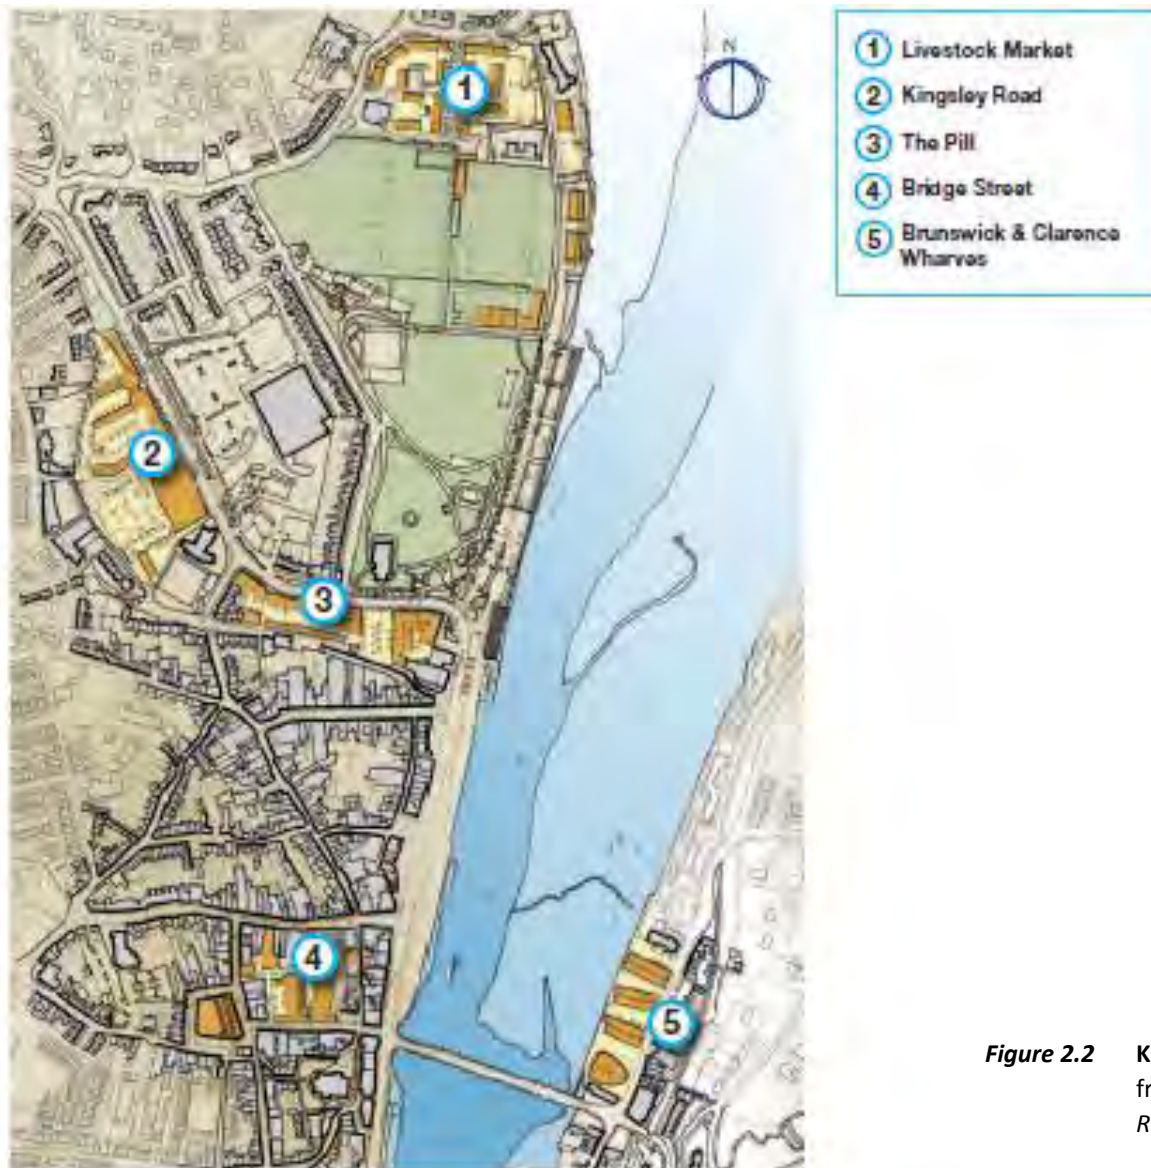 N
1 Livestock Market
2 Kingsley Road
3 The Pill
4 Bridge Street
5 Brunswick & Clarence
Wharves
1
2
3
4
5
Figure 2.2 K
fr
R